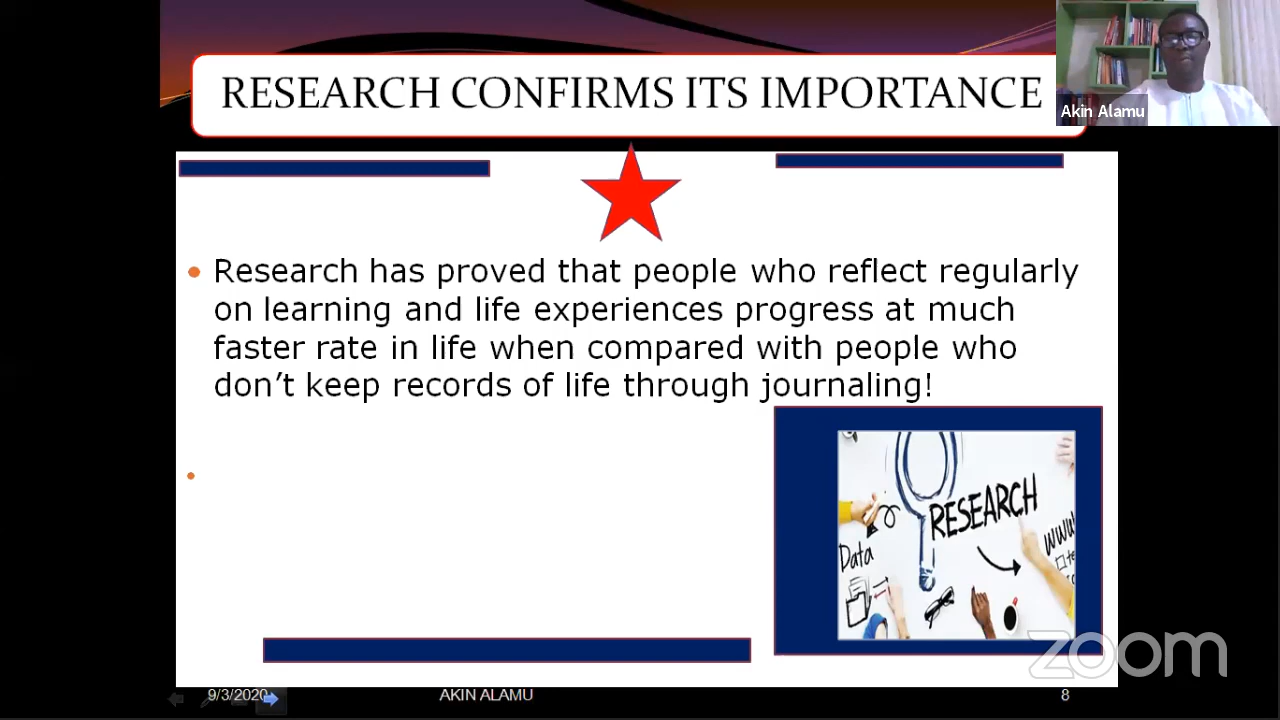 RESEARCH CONFIRMS ITS IMPORTANCE
Akin Alamu
• Research has proved that people who reflect regularly
on learning and life experiences progress at much
faster rate in life when compared with people who
don’t keep records of life through journaling!
•
RESEARCH
WWW
Data
zoom
9/3/2020
AKIN ALAMU
8